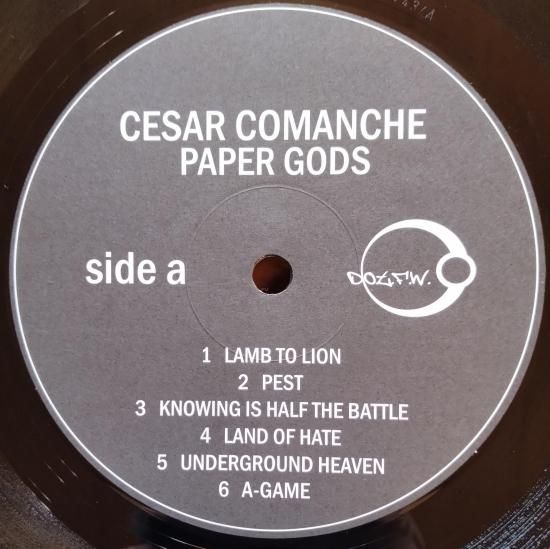 CESAR COMANCHE
PAPER GODS
side a
1 LAMB TO LION
2 PEST
3 KNOWING IS HALF THE BATTLE
4 LAND OF HATE
5 UNDERGROUND HEAVEN
6 A-GAME